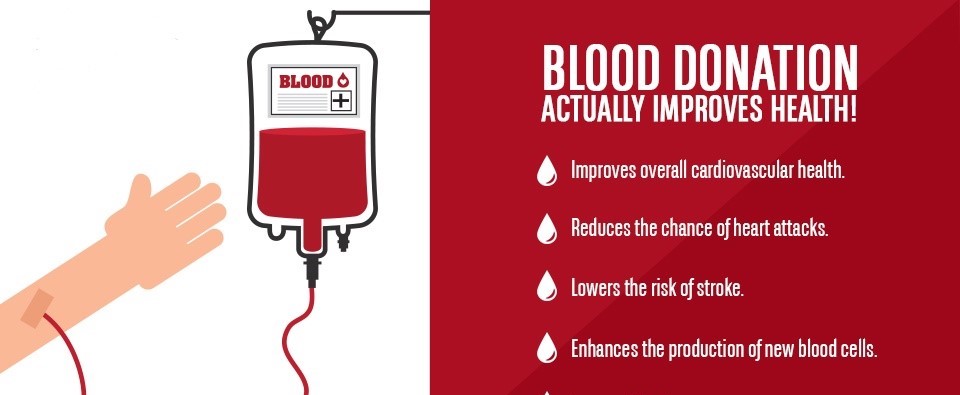 BLOOD
BLOOD DONATION
ACTUALLY IMPROVES HEALTH!
Improves overall cardiovascular health.
Reduces the chance of heart attacks.
Lowers the risk of stroke.
Enhances the production of new blood cells.